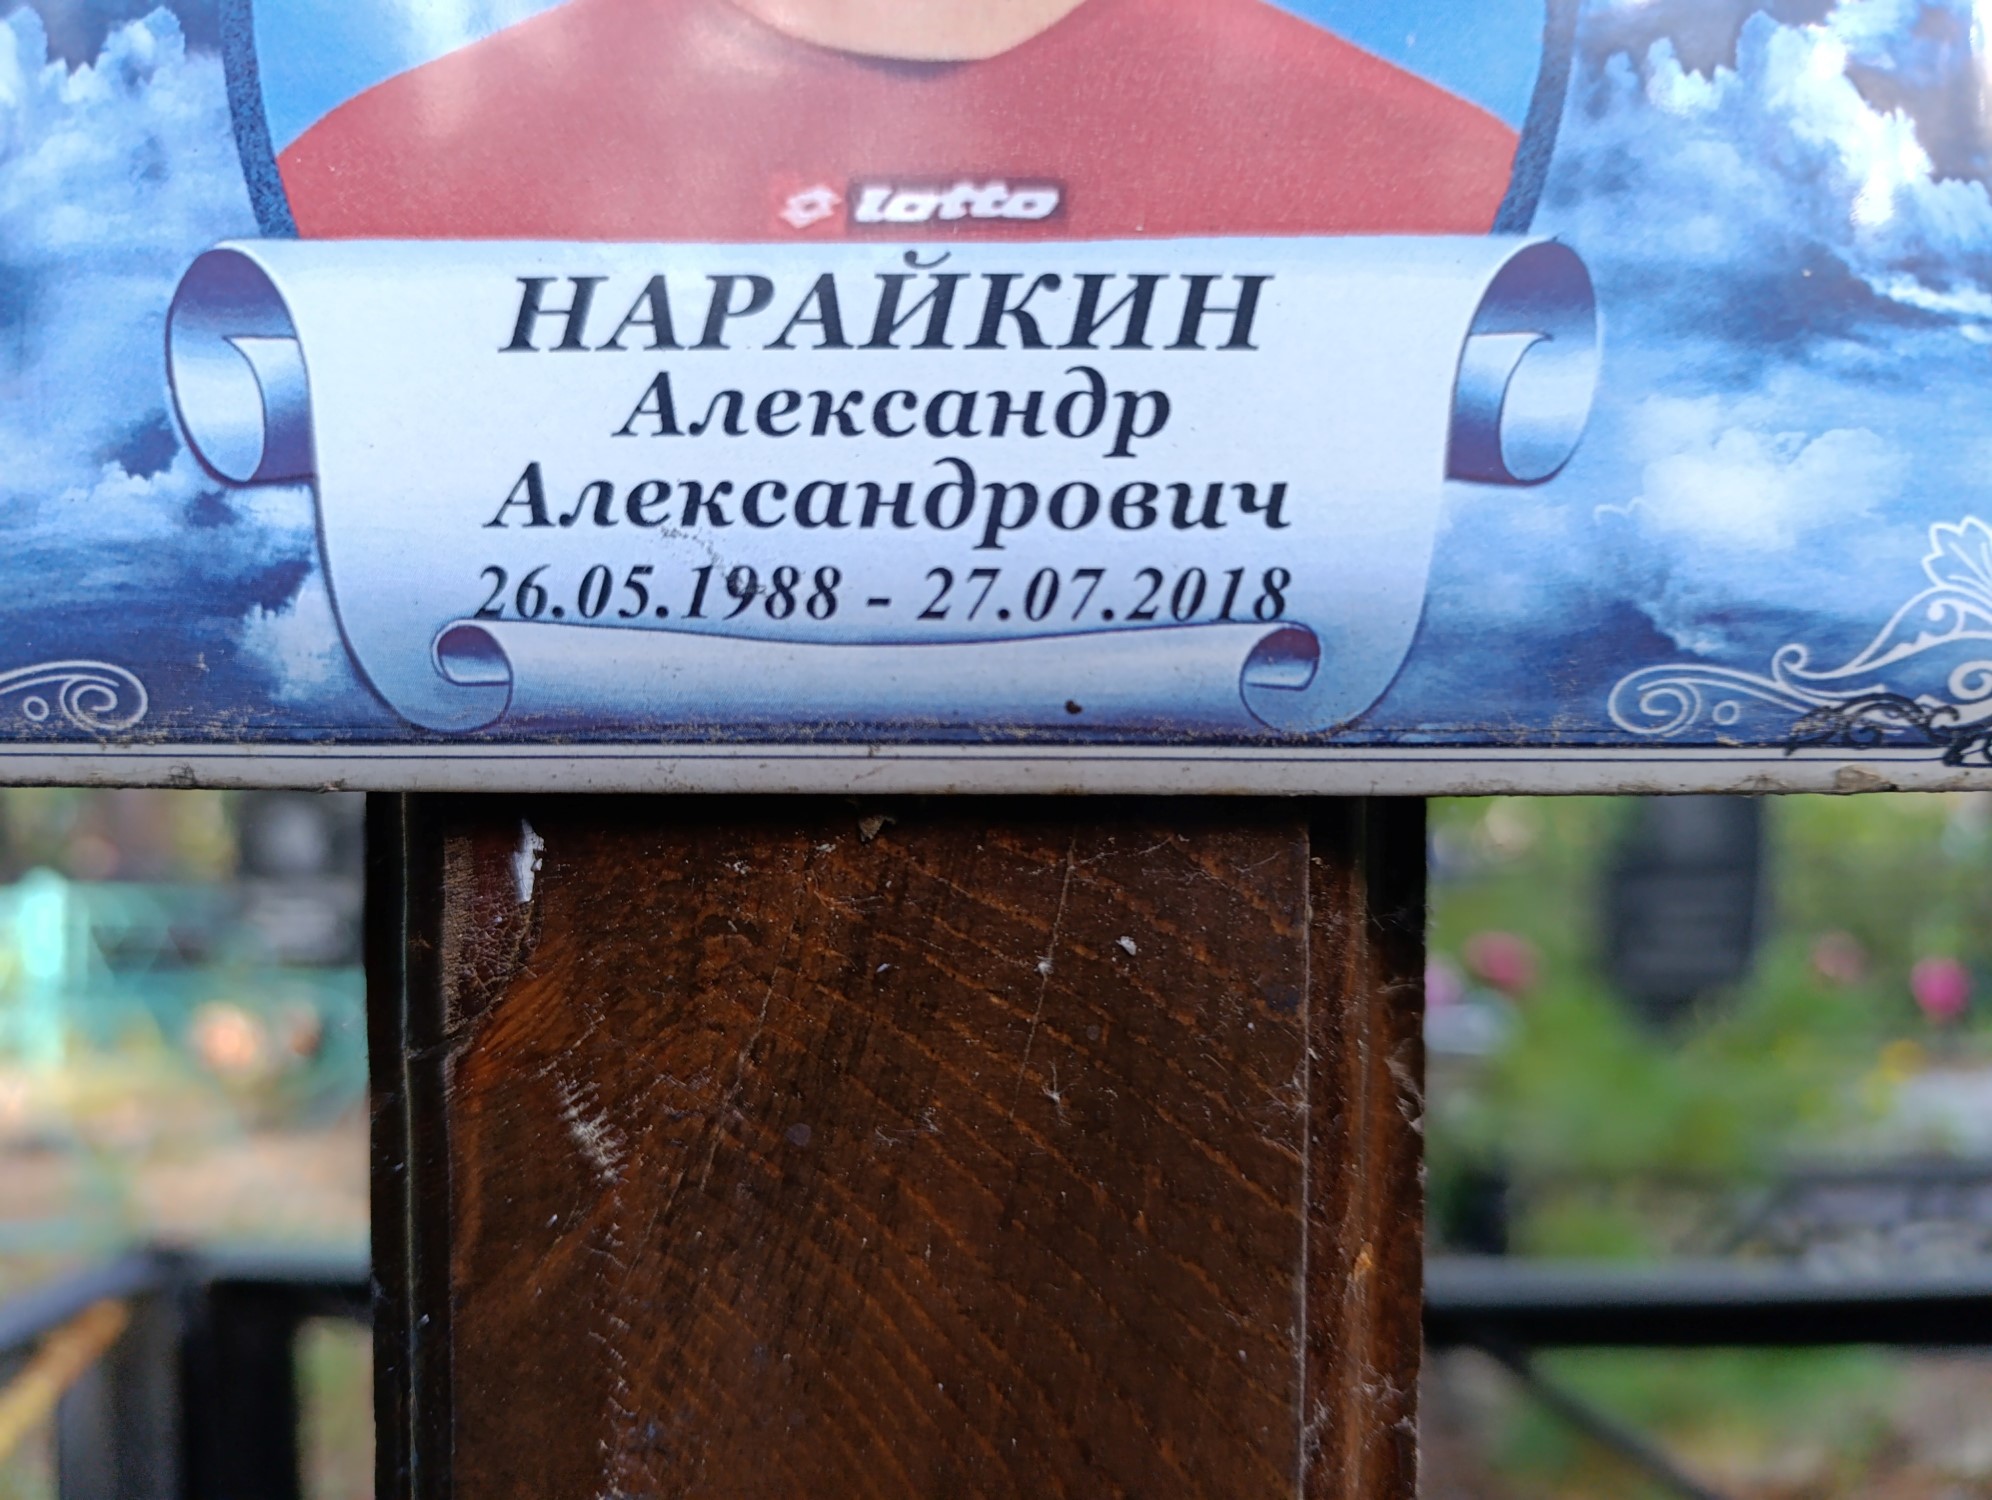 lotto
НАРАЙКИН
Александр
Александрович
26.05.1988 - 27.07.2018